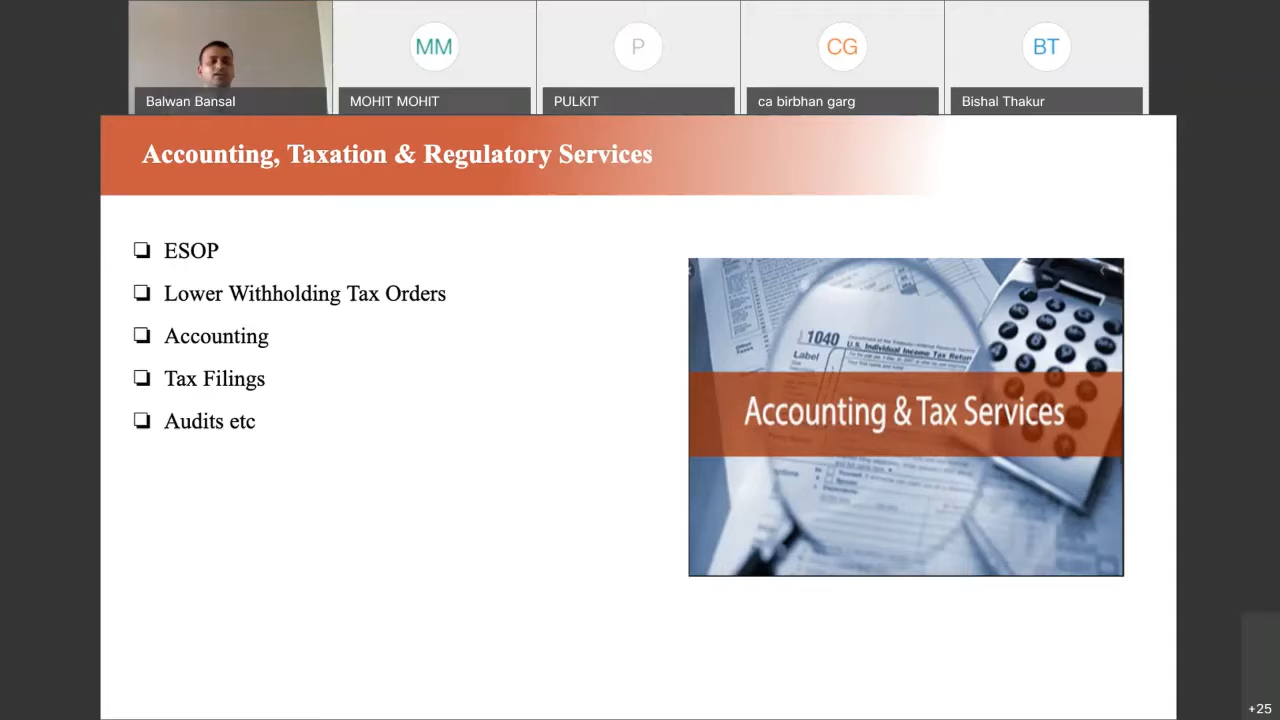 MM
P
CG
BT
Balwan Bansal
MOHIT MOHIT
PULKIT
ca birbhan garg
Bishal Thakur
Accounting, Taxation & Regulatory Services
ESOP
Lower Withholding Tax Orders
Accounting
Tax Filings
Audits etc
1040
U.S. Individual Income Tax Return
Label
Accounting & Tax Services
+25